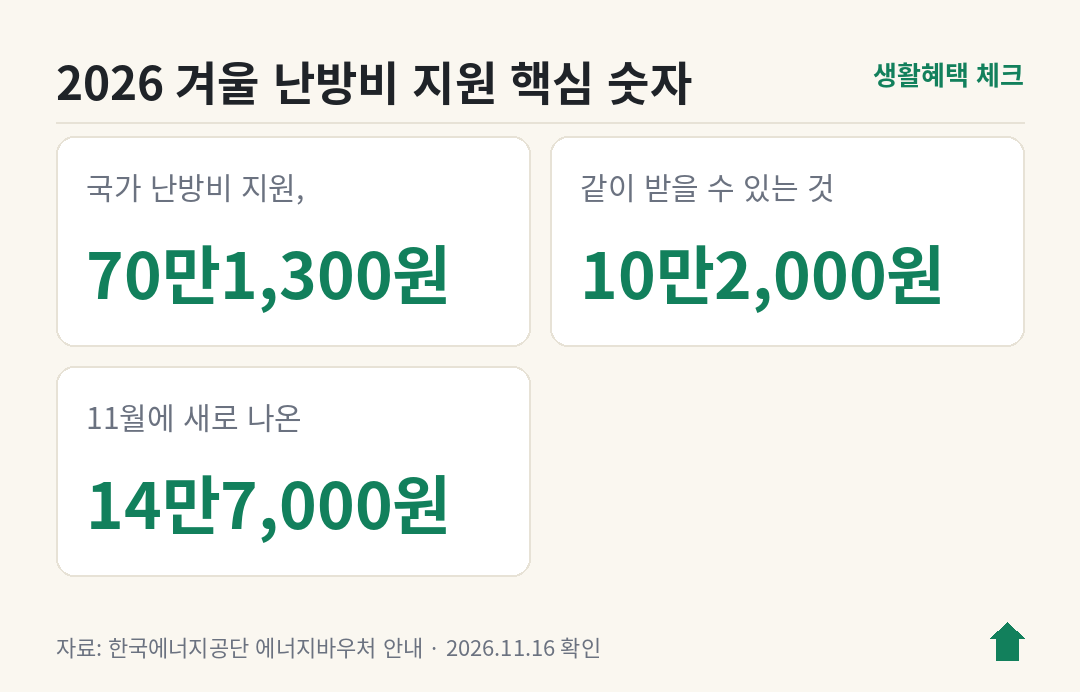 2026 겨울 난방비 지원 핵심 숫자
생활혜택 체크
국가 난방비 지원,
70만1,300원
같이 받을 수 있는 것
10만2,000원
11월에 새로 나온
14만7,000원
자료: 한국에너지공단 에너지바우처 안내 · 2026.11.16 확인